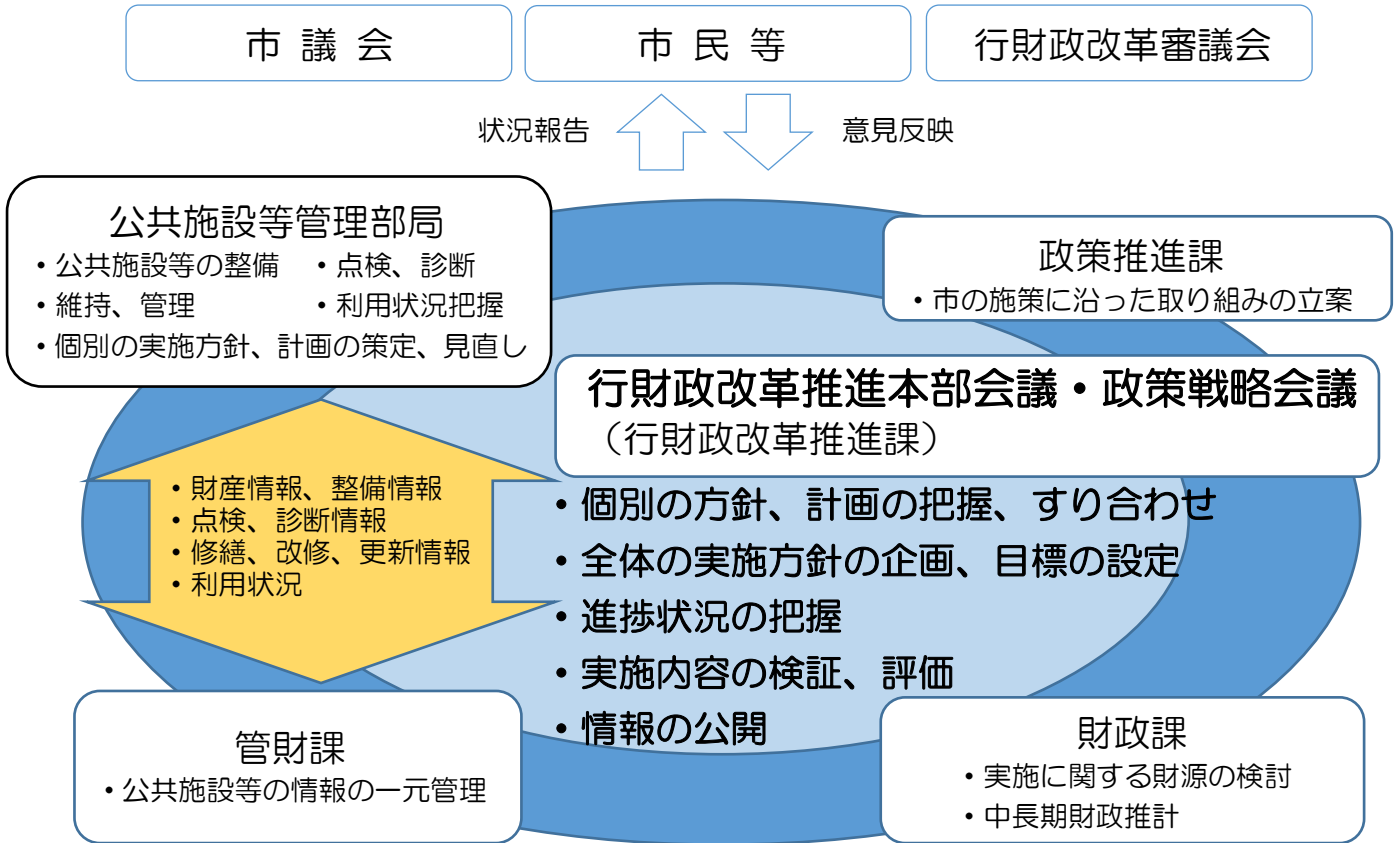 市 議 会
市 民 等
行財政改革審議会
状況報告
意見反映
公共施設等管理部局
・公共施設等の整備 ・点検、診断
・維持、管理 ・利用状況把握
・個別の実施方針、計画の策定、見直し
政策推進課
・市の施策に沿った取り組みの立案
行財政改革推進本部会議・政策戦略会議
（行財政改革推進課）
・個別の方針、計画の把握、すり合わせ
・全体の実施方針の企画、目標の設定
・進捗状況の把握
・実施内容の検証、評価
・情報の公開
・財産情報、整備情報
・点検、診断情報
・修繕、改修、更新情報
・利用状況
管財課
・公共施設等の情報の一元管理
財政課
・実施に関する財源の検討
・中長期財政推計